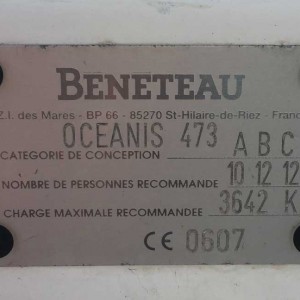 BENETEAU
Z.I. des Mares - BP 66 - 85270 St-Hilaire-de-Riez - Franc
OCEANIS 473
CATEGORIE DE CONCEPTION A B C
NOMBRE DE PERSONNES RECOMMANDE 10 12 12
CHARGE MAXIMALE RECOMMANDEE 3642 K
CE 0607